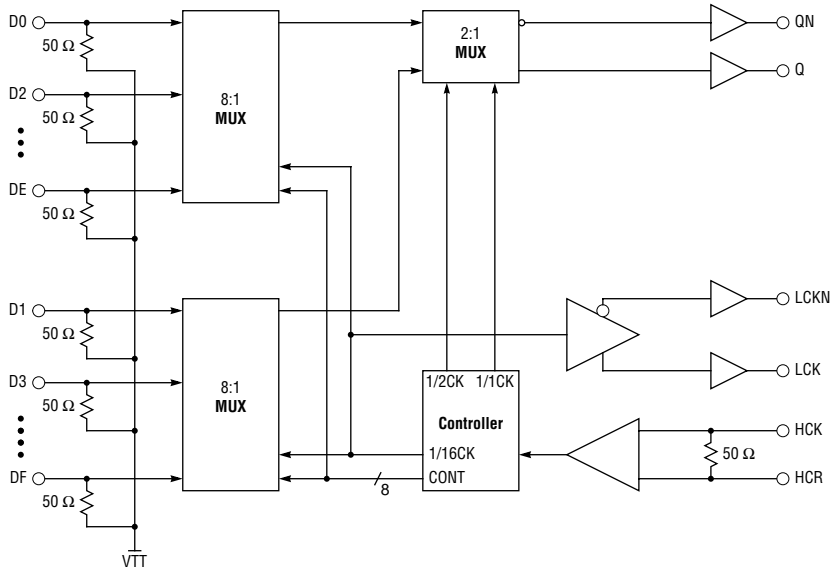 D0
50 Ω
D2
50 Ω
DE
50 Ω
8:1
MUX
2:1
MUX
QN
Q
D1
50 Ω
D3
50 Ω
DF
50 Ω
VTT
8:1
MUX
8
1/2CK 1/1CK
Controller
1/16CK
CONT
LCKN
LCK
HCK
50 Ω
HCR